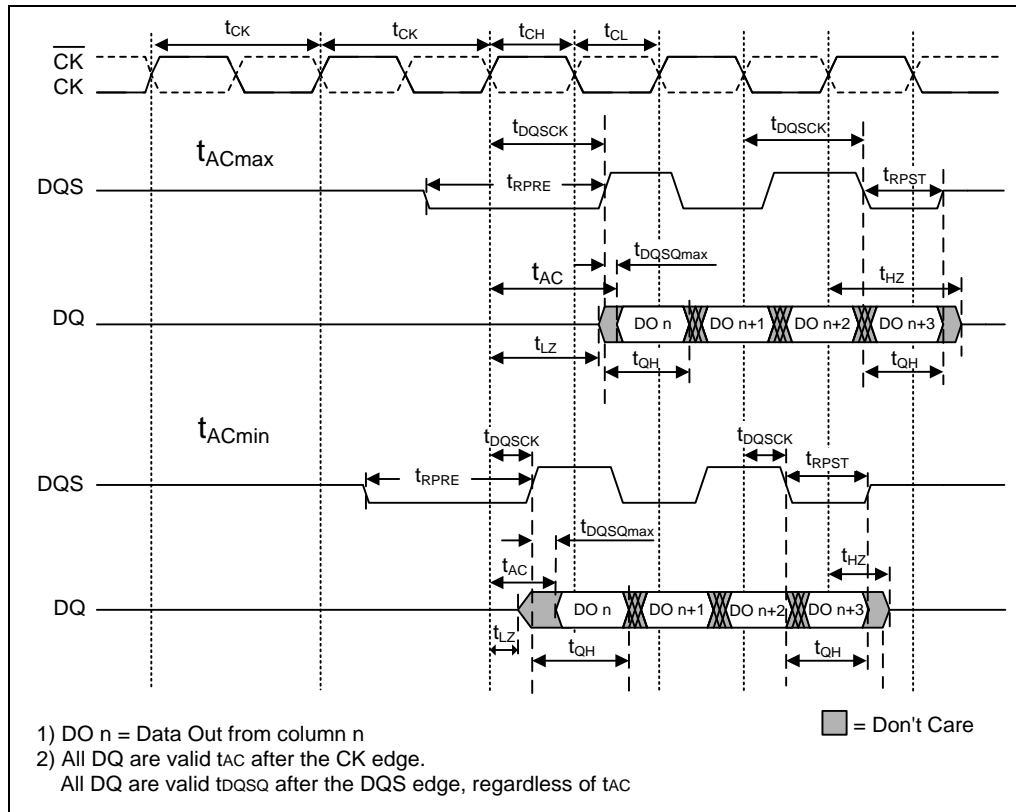 tCK tCK tCH tCL
CK
CK
tDQSCK tDQSCK
tACmax
DQS tRPRE tRPST
tDQSQmax
tAC tHZ
DQ DO n DO n+1 DO n+2 DO n+3
tLZ tQH tQH
tACmin
tDQSCK tDQSCK
DQS tRPRE tRPST
tDQSQmax
tAC tHZ
DQ DO n DO n+1 DO n+2 DO n+3
tLZ tQH tQH
1) DO n = Data Out from column n
= Don't Care
2) All DQ are valid tAC after the CK edge.
All DQ are valid tDQSQ after the DQS edge, regardless of tAC